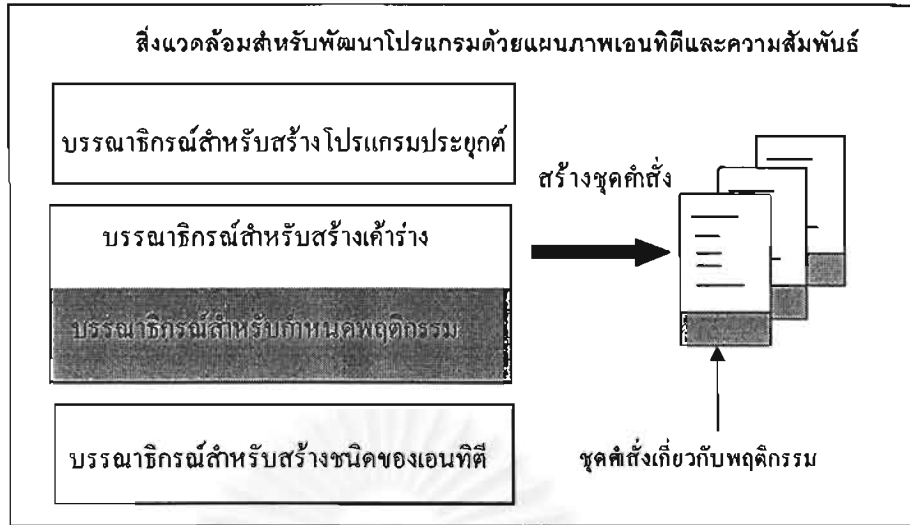 สิ่งแวดล้อมสำหรับพัฒนาโปรแกรมด้วยแผนภาพเอนทิตีและความสัมพันธ์
บรรณาธิกรณ์สำหรับสร้างโปรแกรมประยุกต์
สร้างชุดคำสั่ง
บรรณาธิกรณ์สำหรับสร้างเค้าร่าง
บรรณาธิกรณ์สำหรับกำหนดพฤติกรรม
บรรณาธิกรณ์สำหรับสร้างชนิดของเอนทิตี
ชุดคำสั่งเกี่ยวกับพฤติกรรม